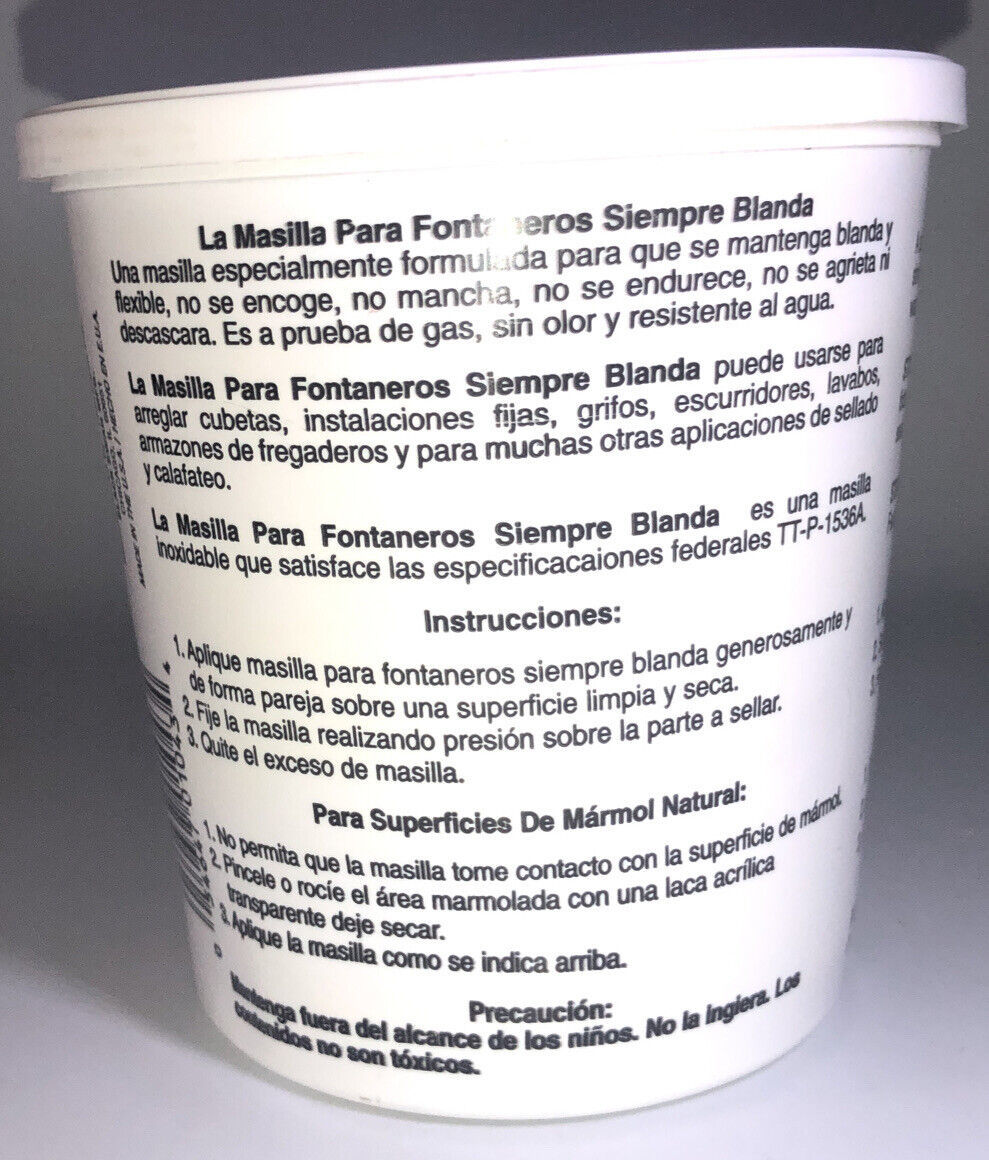 La Masilla Para Fontaneros Siempre Blanda
Una masilla especialmente formulada para que se mantenga blanda y
flexible, no se encoge, no mancha, no se endurece, no se agrieta ni
descascara. Es a prueba de gas, sin olor y resistente al agua.
La Masilla Para Fontaneros Siempre Blanda puede usarse para
arreglar cubetas, instalaciones fijas, grifos, escurridores, lavabos,
armazones de fregaderos y para muchas otras aplicaciones de sellado
y calafateo.
La Masilla Para Fontaneros Siempre Blanda es una masilla
inoxidable que satisface las especificacaiones federales TT-P-1536A.
Instrucciones:
1. Aplique masilla para fontaneros siempre blanda generosamente y
de forma pareja sobre una superficie limpia y seca.
2. Fije la masilla realizando presión sobre la parte a sellar.
3. Quite el exceso de masilla.
Para Superficies De Mármol Natural:
1. No permita que la masilla tome contacto con la superficie de mármol.
2. Pincele o rocíe el área marmolada con una laca acrílica
transparente deje secar.
3. Aplique la masilla como se indica arriba.
Precaución:
Mantenga fuera del alcance de los niños. No la ingiera. Los
contenidos no son tóxicos.
MADE IN THE U.S.A. / HECHO EN E.U.A.